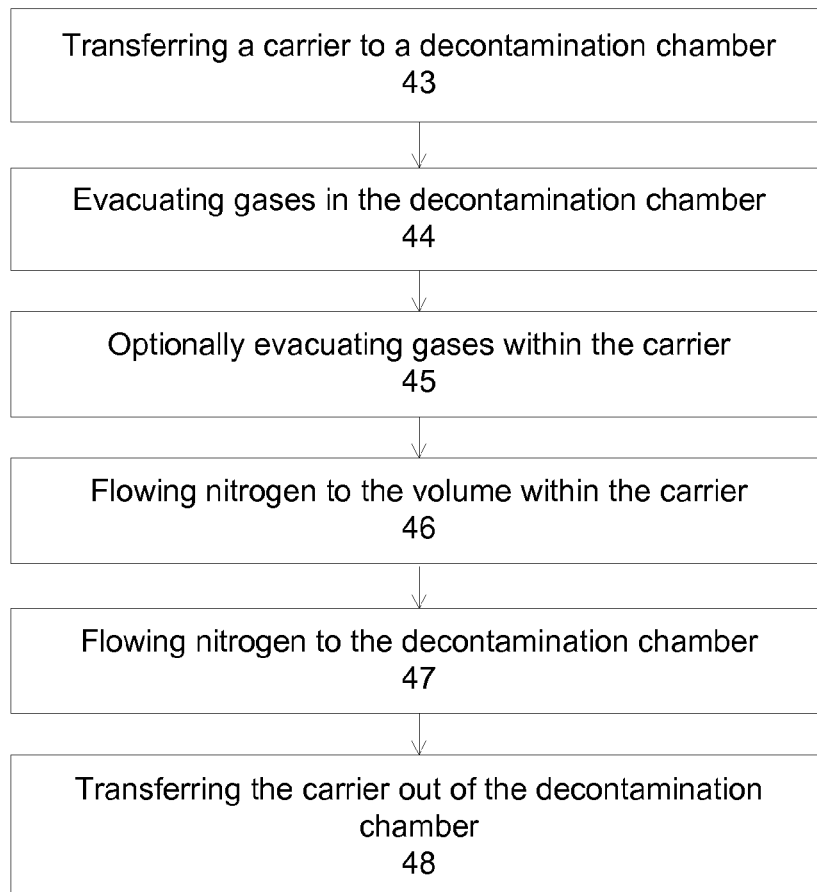 Transferring a carrier to a decontamination chamber
43
Evacuating gases in the decontamination chamber
44
Optionally evacuating gases within the carrier
45
Flowing nitrogen to the volume within the carrier
46
Flowing nitrogen to the decontamination chamber
47
Transferring the carrier out of the decontamination
chamber
48